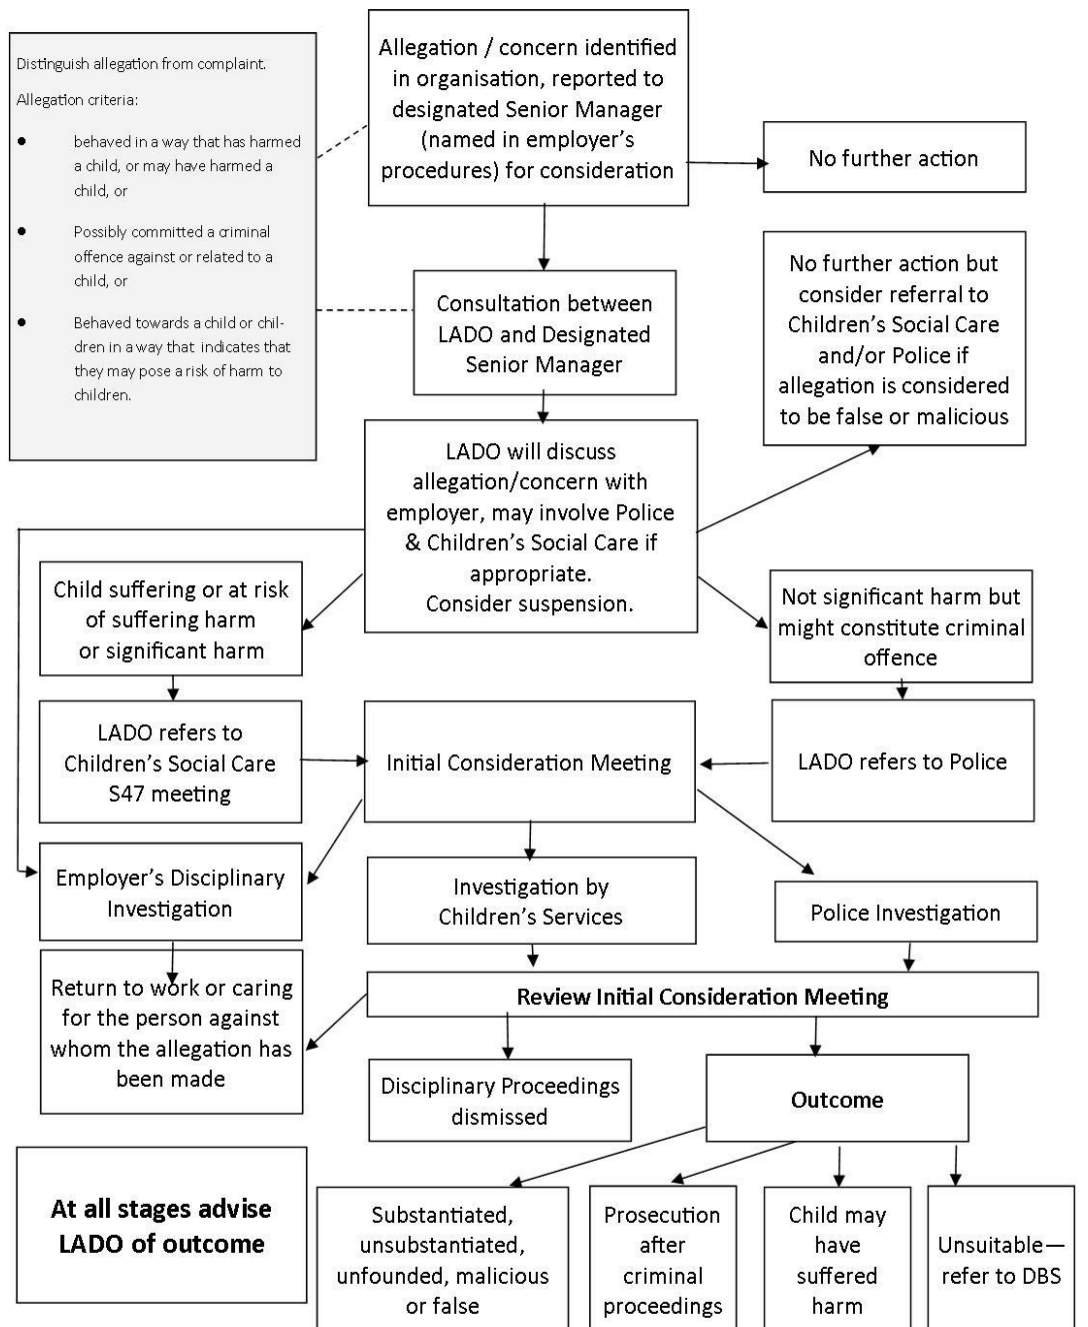 Distinguish allegation from complaint.
Allegation criteria:
● behaved in a way that has harmed
a child, or may have harmed a
child, or
● Possibly committed a criminal
offence against or related to a
child, or
● Behaved towards a child or chil-
dren in a way that indicates that
they may pose a risk of harm to
children.
Allegation / concern identified
in organisation, reported to
designated Senior Manager
(named in employer's
procedures) for consideration
No further action
Consultation between
LADO and Designated
Senior Manager
No further action but
consider referral to
Children's Social Care
and/or Police if
allegation is considered
to be false or malicious
LADO will discuss
allegation/concern with
employer, may involve Police
& Children's Social Care if
appropriate.
Consider suspension.
Child suffering or at risk
of suffering harm
or significant harm
Not significant harm but
might constitute criminal
offence
LADO refers to
Children's Social Care
S47 meeting
Initial Consideration Meeting
LADO refers to Police
Employer's Disciplinary
Investigation
Investigation by
Children's Services
Police Investigation
Return to work or caring
for the person against
whom the allegation has
been made
Review Initial Consideration Meeting
Disciplinary Proceedings
dismissed
Outcome
At all stages advise
LADO of outcome
Substantiated,
unsubstantiated,
unfounded, malicious
or false
Prosecution
after
criminal
proceedings
Child may
have
suffered
harm
Unsuitable—
refer to DBS